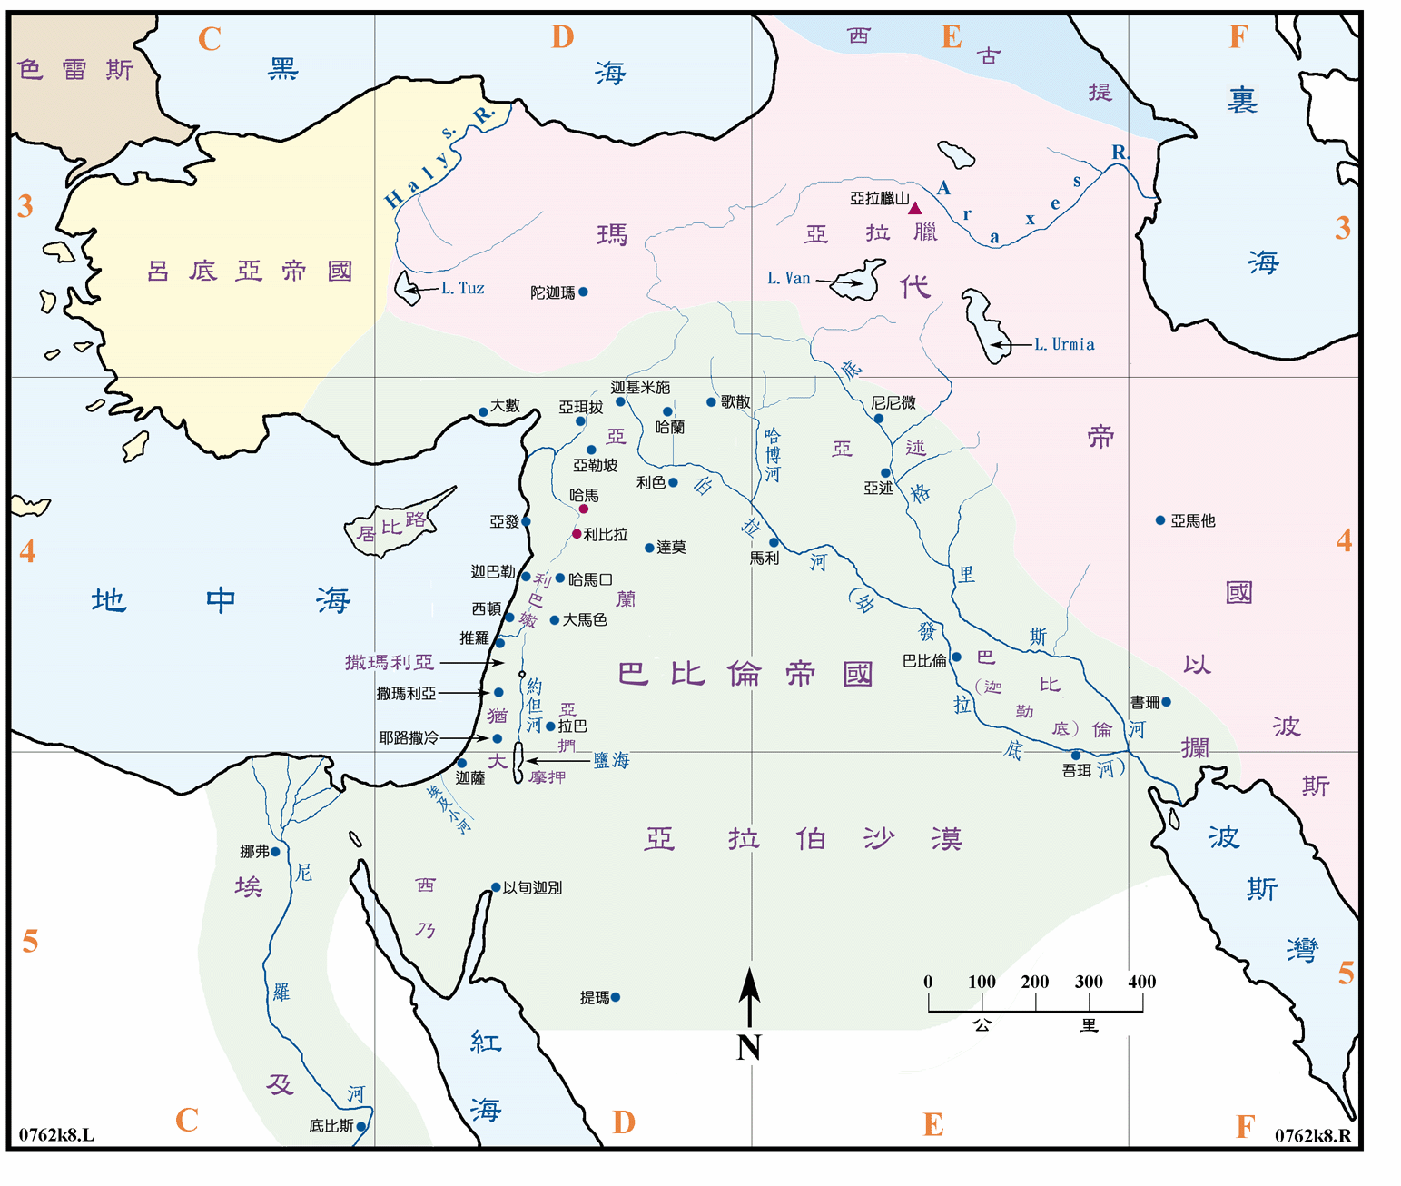 C
D
E
F
色雷斯
黑海
西古提
裏海
Halys R.
Araxes R.
3
3
亞拉臘山
亞拉臘
呂底亞帝國
瑪代帝國
L.Tuz
L.Van
L.Urmia
陀迦瑪
底格里斯河
大數
亞珥拔
迦基米施
哈蘭
歌散
尼尼微
哈博河
亞述
亞勒坡
利色
亞述
哈馬
利比拉
亞發
居比路
達莫
馬利
亞馬他
4
4
地中海
迦巴勒
哈馬口
利巴嫩
亞蘭
西頓
大馬色
推羅
撒瑪利亞
撒瑪利亞
約但河
巴比倫帝國
巴比倫
巴比倫
(迦勒底)
伯拉河
(幼發拉底河)
書珊
以攔
波斯
猶大
亞捫
拉巴
耶路撒冷
鹽海
迦薩
摩押
吾珥
埃及小河
亞拉伯沙漠
波斯灣
挪弗
埃及
尼羅河
西乃
以旬迦別
5
5
提瑪
0 100 200 300 400
公里
N
紅海
底比斯
C
D
E
F
0762k8.L
0762k8.R